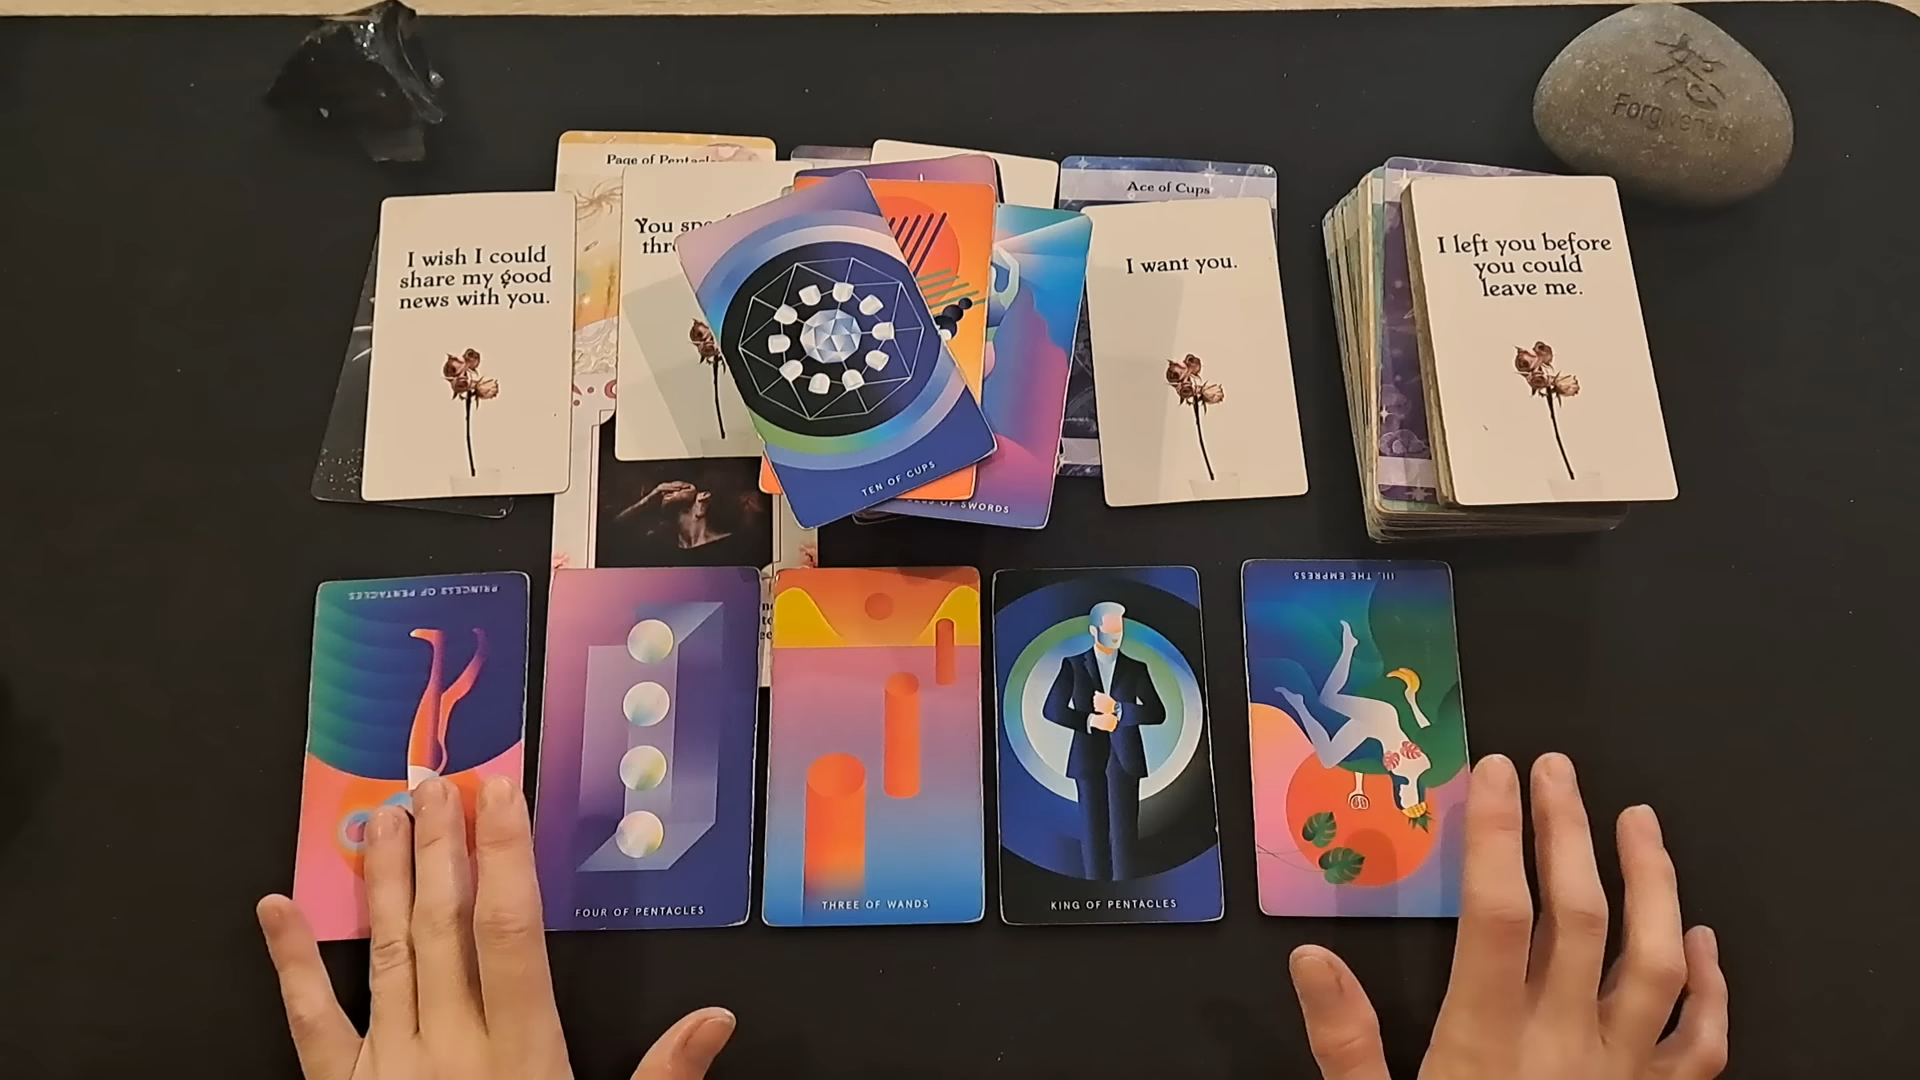 Forgiveness
Page of Pentacles
Ace of Cups
I wish I could
share my good
news with you.
You
I want you.
I left you before
you could
leave me.
TEN OF CUPS
OF SWORDS
PRINCESS OF PENTACLES
FOUR OF PENTACLES
THREE OF WANDS
KING OF PENTACLES
III. THE EMPRESS